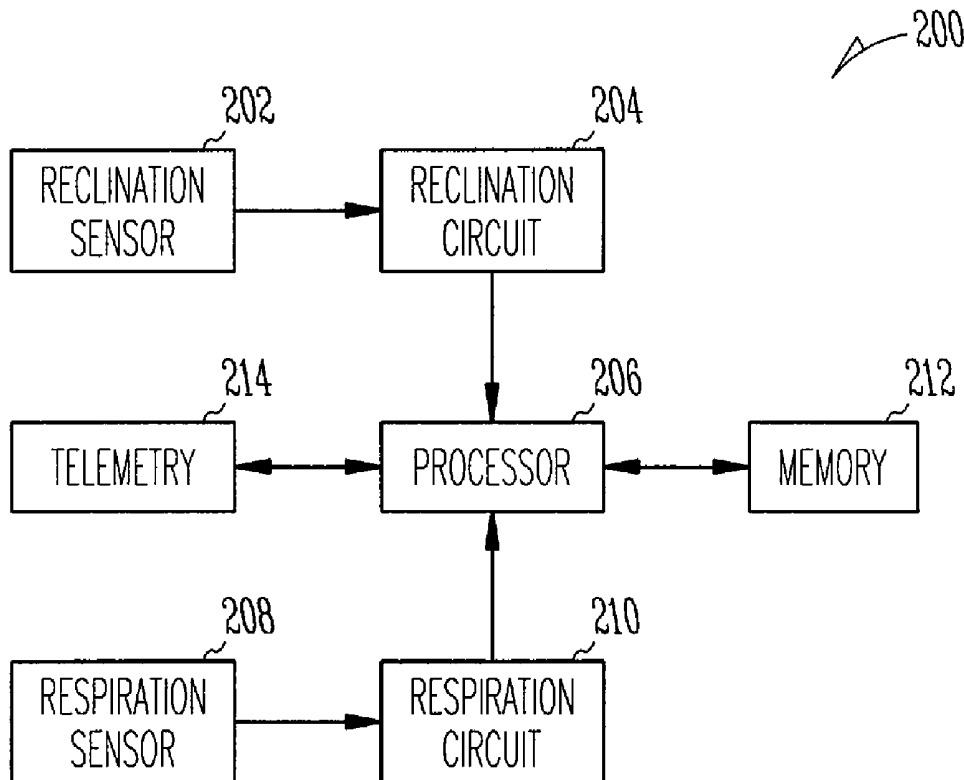 200
202
204
RECLINATION
SENSOR
RECLINATION
CIRCUIT
214
206
212
TELEMETRY
PROCESSOR
MEMORY
208
210
RESPIRATION
SENSOR
RESPIRATION
CIRCUIT